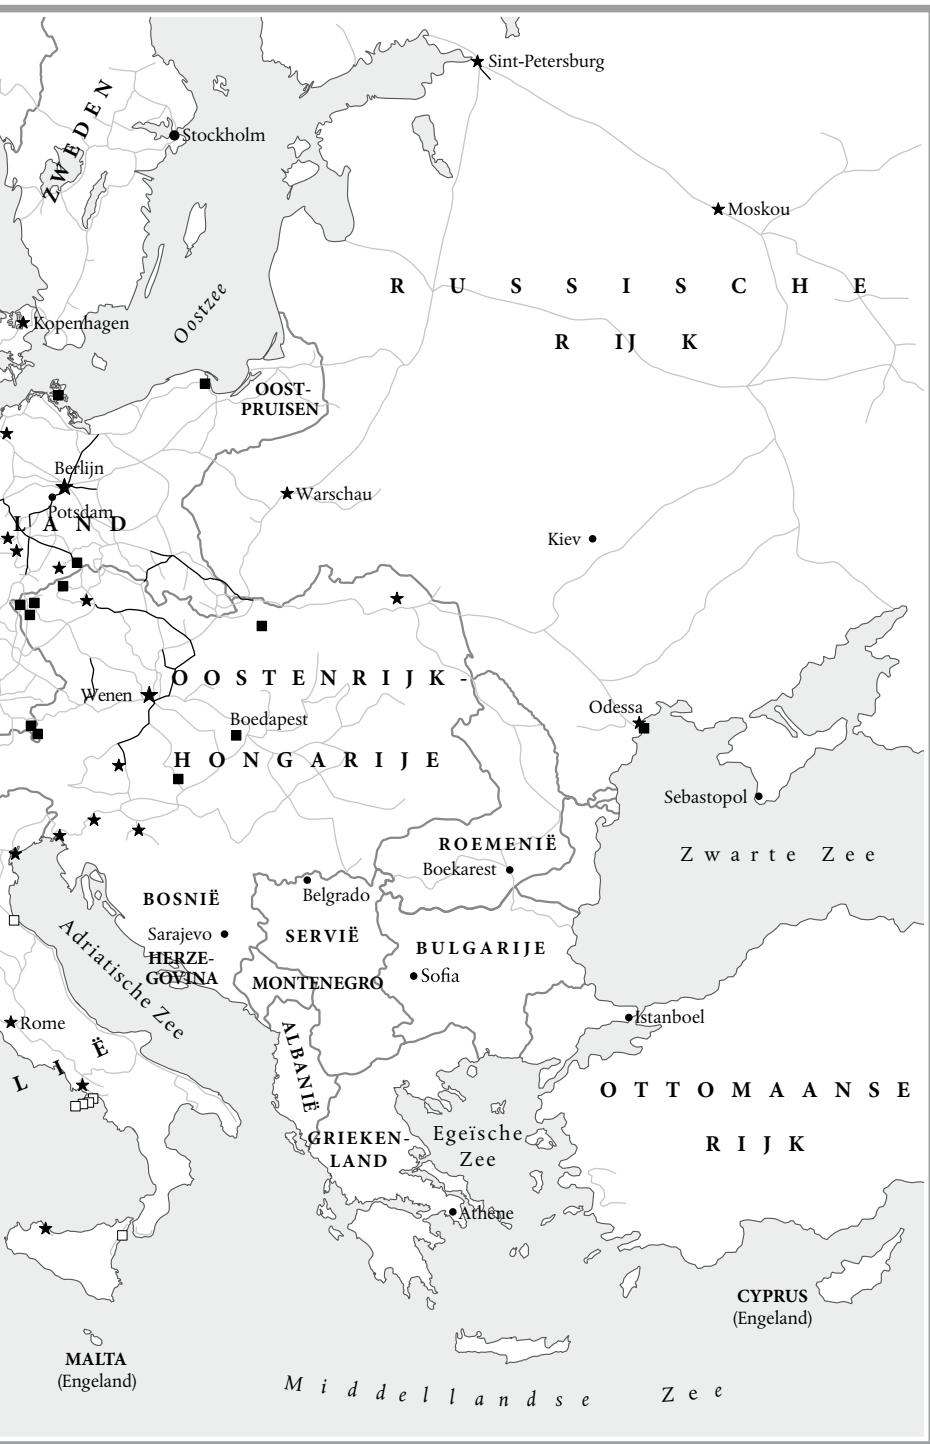 Sint-Petersburg
ZWEDEN
Stockholm
Moskou
RUSSISCHE
RIJK
Oostzee
Kopenhagen
OOST-
PRUISEN
Berlijn
Potsdam
LAND
Warschau
Kiev
OOSTENRIJK-
Wenen
Boedapest
Odessa
HONGARIJE
Sebastopol
ROEMENIË
Boekarest
Zwarte Zee
BOSNIË
Belgrado
Sarajevo
SERVIË
BULGARIJE
HERZE-
GOVINA
Adriatische Zee
MONTENEGRO
Sofia
Rome
Istanboel
LIË
ALBANIË
OTTOMAANSE
RIJK
GRIEKEN-
LAND
Egeïsche
Zee
Athene
CYPRUS
(Engeland)
MALTA
(Engeland)
Middellandse Zee